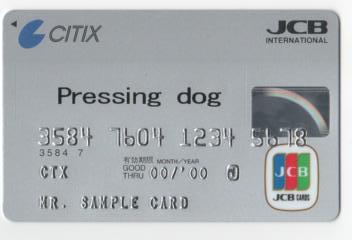 CITIX
JCB
INTERNATIONAL
Pressing dog
3584 7604 1234 5678
3584 7
有効期限 MONTH/YEAR
GOOD THRU 00/'00
CTX
MR. SAMPLE CARD
JCB
JCB CARDS